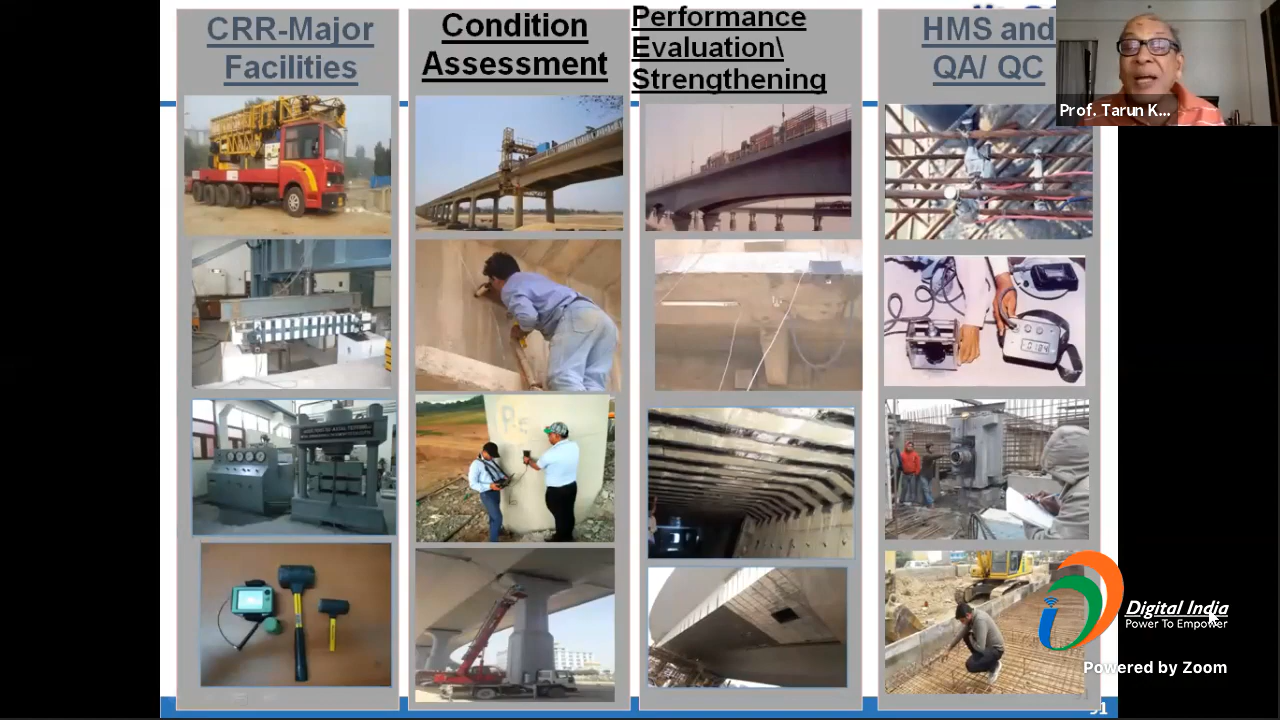 CRR-Major
Facilities
Condition
Assessment
Performance
Evaluation\
Strengthening
HMS and
QA/ QC
Prof. Tarun K...
Digital India
Power To Empower
Powered by Zoom